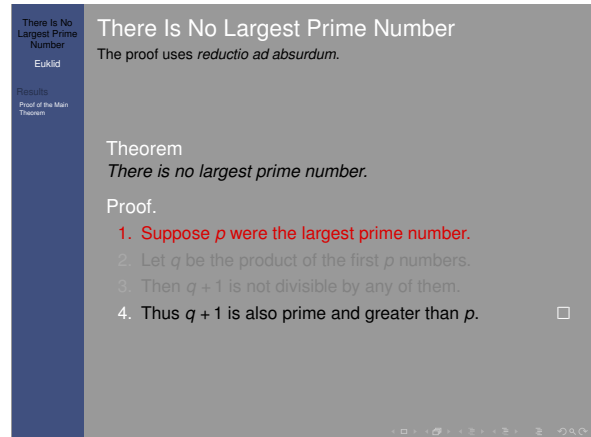 There Is No
Largest Prime
Number
Euklid
Results
Proof of the Main
Theorem
There Is No Largest Prime Number
The proof uses reductio ad absurdum.
Theorem
There is no largest prime number.
Proof.
1. Suppose p were the largest prime number.
2. Let q be the product of the first p numbers.
3. Then q + 1 is not divisible by any of them.
4. Thus q + 1 is also prime and greater than p.